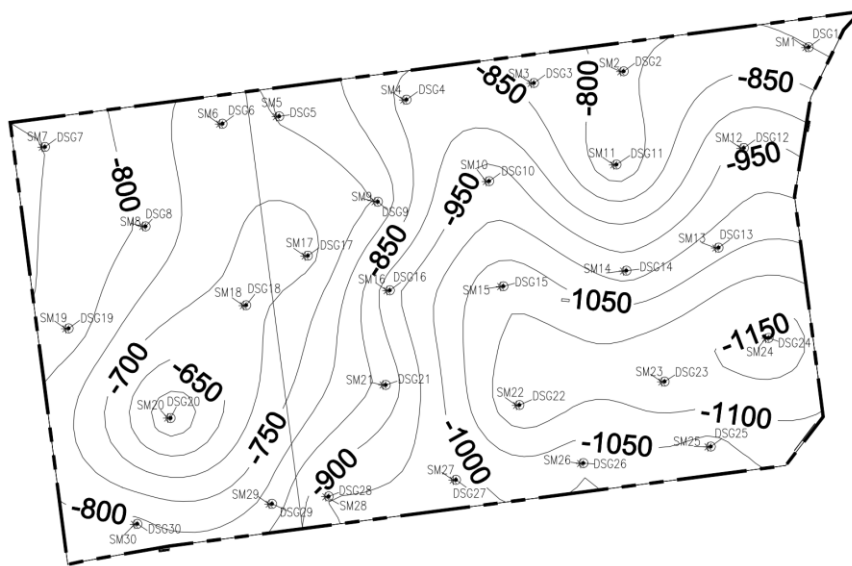 SM1 DSG1
SM2 DSG2
SM3 DSG3
-850
-800
-850
SM4 DSG4
SM5 DSG5
SM6 DSG6
SM7 DSG7
SM12 DSG12
-950
SM11 DSG11
SM10 DSG10
-950
-800
SM9
DSG9
SM8 DSG8
-850
SM17 DSG17
SM13 DSG13
SM14 DSG14
SM16 DSG16
SM15 DSG15
-1050
SM18 DSG18
SM19 DSG19
-1150
SM24 DSG24
-700
-650
SM23 DSG23
SM21 DSG21
SM22 DSG22
SM20 DSG20
-1100
-750
-1000
-1050
SM25 DSG25
SM26 DSG26
-900
SM27
DSG27
DSG28
SM28
SM29 DSG29
-800
SM30 DSG30